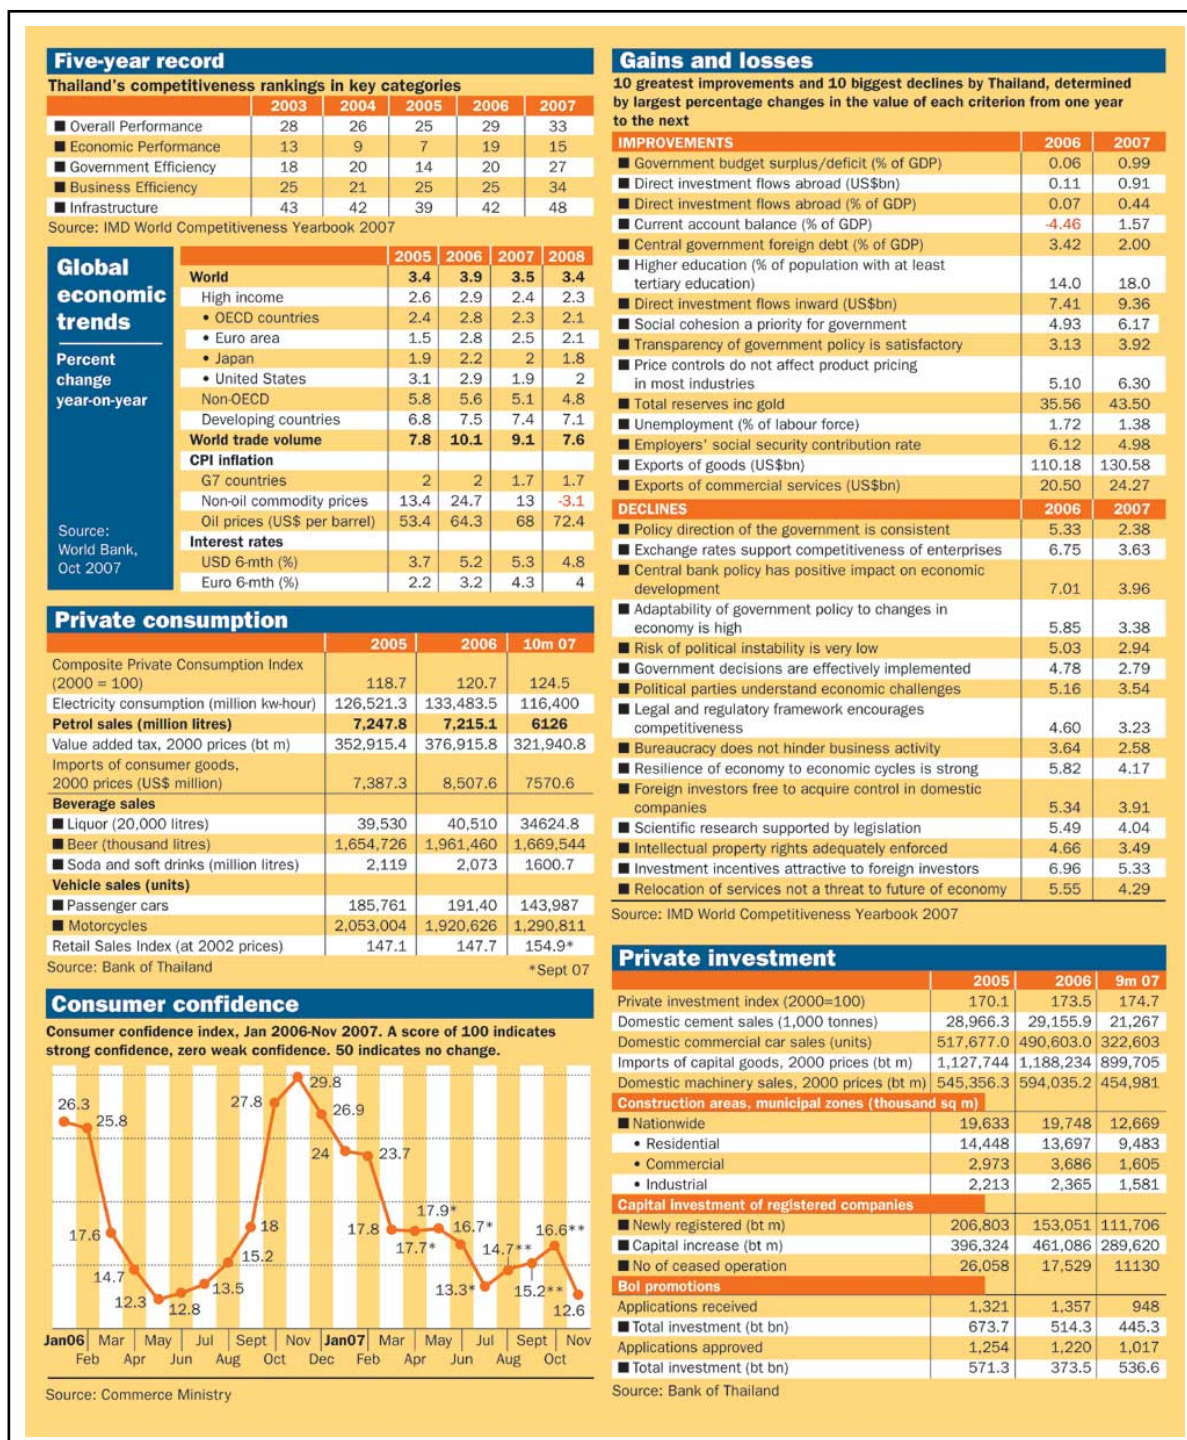 Five-year record
Thailand's competitiveness rankings in key categories
2003 2004 2005 2006 2007
■ Overall Performance 28 26 25 29 33
■ Economic Performance 13 9 7 19 15
■ Government Efficiency 18 20 14 20 27
■ Business Efficiency 25 21 25 25 34
■ Infrastructure 43 42 39 42 48
Source: IMD World Competitiveness Yearbook 2007
Global
economic
trends
Percent
change
year-on-year
Source:
World Bank,
Oct 2007
2005 2006 2007 2008
World 3.4 3.9 3.5 3.4
High income 2.6 2.9 2.4 2.3
• OECD countries 2.4 2.8 2.3 2.1
• Euro area 1.5 2.8 2.5 2.1
• Japan 1.9 2.2 2 1.8
• United States 3.1 2.9 1.9 2
Non-OECD 5.8 5.6 5.1 4.8
Developing countries 6.8 7.5 7.4 7.1
World trade volume 7.8 10.1 9.1 7.6
CPI inflation
G7 countries 2 2 1.7 1.7
Non-oil commodity prices 13.4 24.7 13 -3.1
Oil prices (US$ per barrel) 53.4 64.3 68 72.4
Interest rates
USD 6-mth (%) 3.7 5.2 5.3 4.8
Euro 6-mth (%) 2.2 3.2 4.3 4
Private consumption
2005 2006 10m 07
Composite Private Consumption Index
(2000 = 100) 118.7 120.7 124.5
Electricity consumption (million kw-hour) 126,521.3 133,483.5 116,400
Petrol sales (million litres) 7,247.8 7,215.1 6126
Value added tax, 2000 prices (bt m) 352,915.4 376,915.8 321,940.8
Imports of consumer goods,
2000 prices (US$ million) 7,387.3 8,507.6 7570.6
Beverage sales
■ Liquor (20,000 litres) 39,530 40,510 34624.8
■ Beer (thousand litres) 1,654,726 1,961,460 1,669,544
■ Soda and soft drinks (million litres) 2,119 2,073 1600.7
Vehicle sales (units)
■ Passenger cars 185,761 191,40 143,987
■ Motorcycles 2,053,004 1,920,626 1,290,811
Retail Sales Index (at 2002 prices) 147.1 147.7 154.9*
Source: Bank of Thailand *Sept 07
Consumer confidence
Consumer confidence index, Jan 2006-Nov 2007. A score of 100 indicates
strong confidence, zero weak confidence. 50 indicates no change.
26.3
25.8
17.6
14.7
12.3
12.8
13.5
15.2
18
27.8
29.8
26.9
24
23.7
17.8
17.7*
17.9*
16.7*
13.3*
14.7**
15.2**
16.6**
12.6
Jan06 Mar May Jul Sept Nov Jan07 Mar May Jul Sept Nov
Feb Apr Jun Aug Oct Dec Feb Apr Jun Aug Oct
Source: Commerce Ministry
Gains and losses
10 greatest improvements and 10 biggest declines by Thailand, determined
by largest percentage changes in the value of each criterion from one year
to the next
IMPROVEMENTS 2006 2007
■ Government budget surplus/deficit (% of GDP) 0.06 0.99
■ Direct investment flows abroad (US$bn) 0.11 0.91
■ Direct investment flows abroad (% of GDP) 0.07 0.44
■ Current account balance (% of GDP) -4.46 1.57
■ Central government foreign debt (% of GDP) 3.42 2.00
■ Higher education (% of population with at least
tertiary education) 14.0 18.0
■ Direct investment flows inward (US$bn) 7.41 9.36
■ Social cohesion a priority for government 4.93 6.17
■ Transparency of government policy is satisfactory 3.13 3.92
■ Price controls do not affect product pricing
in most industries 5.10 6.30
■ Total reserves inc gold 35.56 43.50
■ Unemployment (% of labour force) 1.72 1.38
■ Employers' social security contribution rate 6.12 4.98
■ Exports of goods (US$bn) 110.18 130.58
■ Exports of commercial services (US$bn) 20.50 24.27
DECLINES 2006 2007
■ Policy direction of the government is consistent 5.33 2.38
■ Exchange rates support competitiveness of enterprises 6.75 3.63
■ Central bank policy has positive impact on economic
development 7.01 3.96
■ Adaptability of government policy to changes in
economy is high 5.85 3.38
■ Risk of political instability is very low 5.03 2.94
■ Government decisions are effectively implemented 4.78 2.79
■ Political parties understand economic challenges 5.16 3.54
■ Legal and regulatory framework encourages
competitiveness 4.60 3.23
■ Bureaucracy does not hinder business activity 3.64 2.58
■ Resilience of economy to economic cycles is strong 5.82 4.17
■ Foreign investors free to acquire control in domestic
companies 5.34 3.91
■ Scientific research supported by legislation 5.49 4.04
■ Intellectual property rights adequately enforced 4.66 3.49
■ Investment incentives attractive to foreign investors 6.96 5.33
■ Relocation of services not a threat to future of economy 5.55 4.29
Source: IMD World Competitiveness Yearbook 2007
Private investment
2005 2006 9m 07
Private investment index (2000=100) 170.1 173.5 174.7
Domestic cement sales (1,000 tonnes) 28,966.3 29,155.9 21,267
Domestic commercial car sales (units) 517,677.0 490,603.0 322,603
Imports of capital goods, 2000 prices (bt m) 1,127,744 1,188,234 899,705
Domestic machinery sales, 2000 prices (bt m) 545,356.3 594,035.2 454,981
Construction areas, municipal zones (thousand sq m)
■ Nationwide 19,633 19,748 12,669
• Residential 14,448 13,697 9,483
• Commercial 2,973 3,686 1,605
• Industrial 2,213 2,365 1,581
Capital investment of registered companies
■ Newly registered (bt m) 206,803 153,051 111,706
■ Capital increase (bt m) 396,324 461,086 289,620
■ No of ceased operation 26,058 17,529 11130
BoI promotions
Applications received 1,321 1,357 948
■ Total investment (bt bn) 673.7 514.3 445.3
Applications approved 1,254 1,220 1,017
■ Total investment (bt bn) 571.3 373.5 536.6
Source: Bank of Thailand